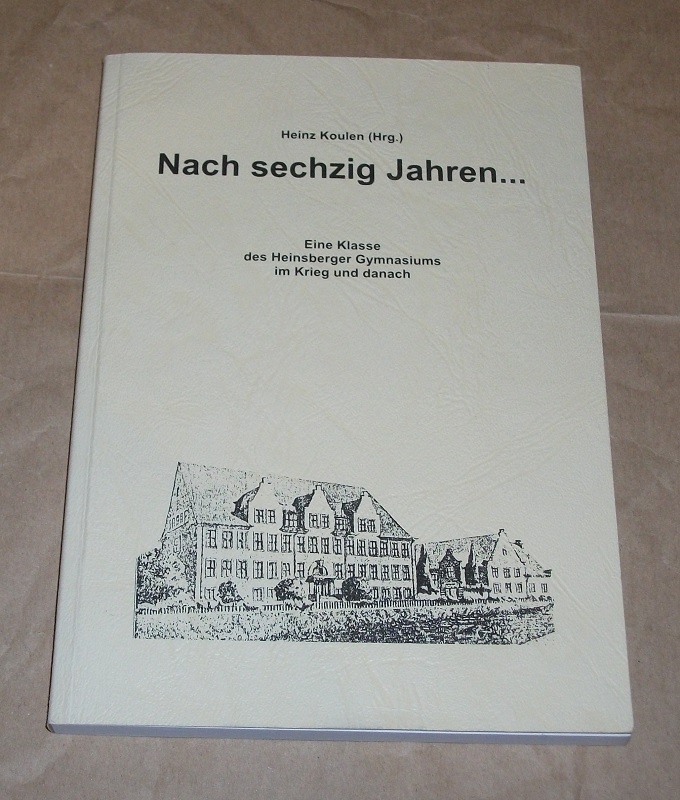 Heinz Koulen (Hrg.)
Nach sechzig Jahren...
Eine Klasse
des Heinsberger Gymnasiums
im Krieg und danach